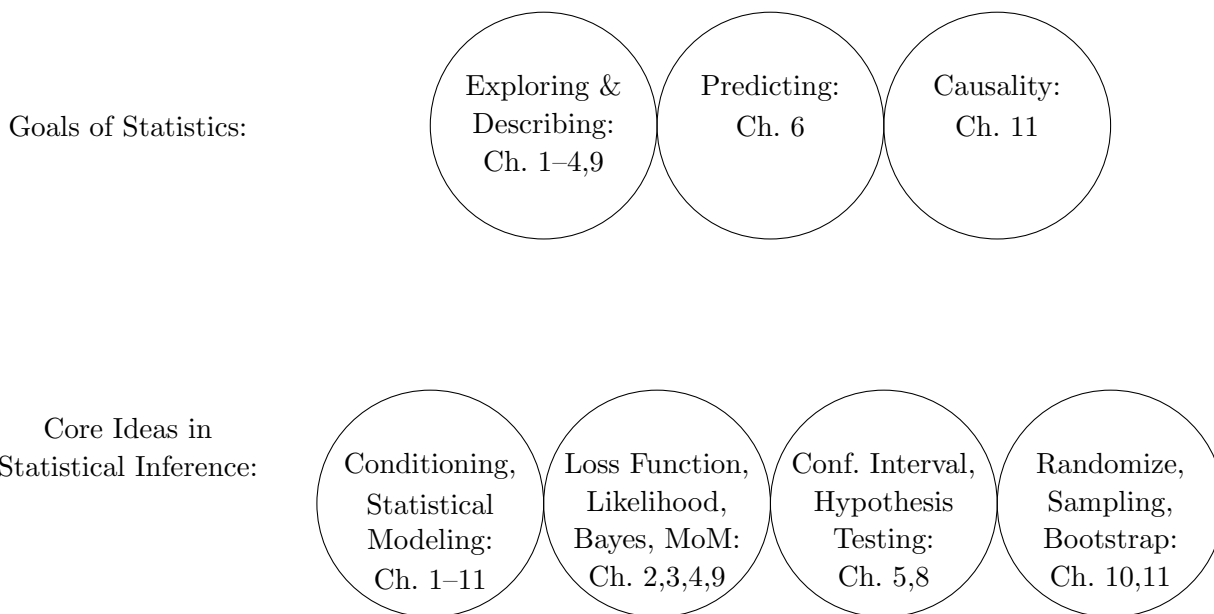 Goals of Statistics:
Exploring &
Describing:
Ch. 1–4,9
Predicting:
Ch. 6
Causality:
Ch. 11
Core Ideas in
Statistical Inference:
Conditioning,
Statistical
Modeling:
Ch. 1–11
Loss Function,
Likelihood,
Bayes, MoM:
Ch. 2,3,4,9
Conf. Interval,
Hypothesis
Testing:
Ch. 5,8
Randomize,
Sampling,
Bootstrap:
Ch. 10,11